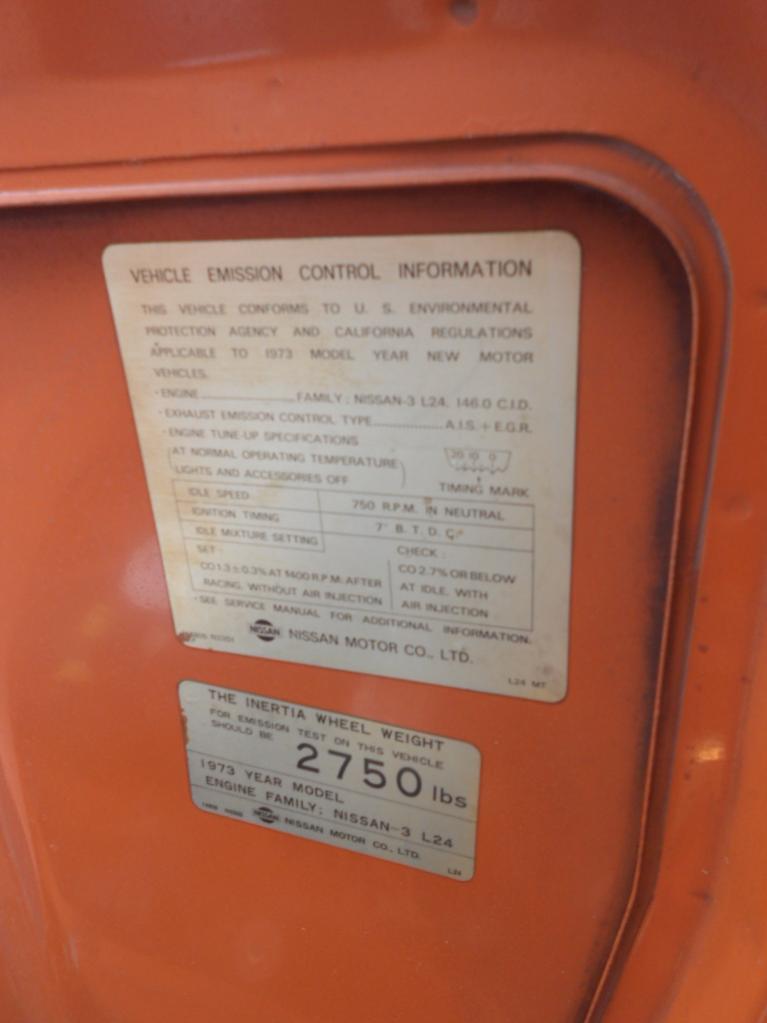 VEHICLE EMISSION CONTROL INFORMATION
THIS VEHICLE CONFORMS TO U. S. ENVIRONMENTAL
PROTECTION AGENCY AND CALIFORNIA REGULATIONS
APPLICABLE TO 1973 MODEL YEAR NEW MOTOR
VEHICLES.
·ENGINE............FAMILY; NISSAN-3 L24, 146.0 C.I.D.
·EXHAUST EMISSION CONTROL TYPE............A.I.S.+E.G.R.
·ENGINE TUNE-UP SPECIFICATIONS
(AT NORMAL OPERATING TEMPERATURE
LIGHTS AND ACCESSORIES OFF)
20 10 0
TIMING MARK
IDLE SPEED 750 R.P.M. IN NEUTRAL
IGNITION TIMING 7° B. T. D. C.
IDLE MIXTURE SETTING
SET:
CO 1.3±0.3% AT 1400 R.P.M. AFTER
RACING, WITHOUT AIR INJECTION
CHECK:
CO 2.7% OR BELOW
AT IDLE, WITH
AIR INJECTION
·SEE SERVICE MANUAL FOR ADDITIONAL INFORMATION.
NISSAN NISSAN MOTOR CO., LTD.
L24 MT
THE INERTIA WHEEL WEIGHT
FOR EMISSION TEST ON THIS VEHICLE
SHOULD BE 2750 lbs
1973 YEAR MODEL
ENGINE FAMILY; NISSAN-3 L24
NISSAN NISSAN MOTOR CO., LTD.
L24